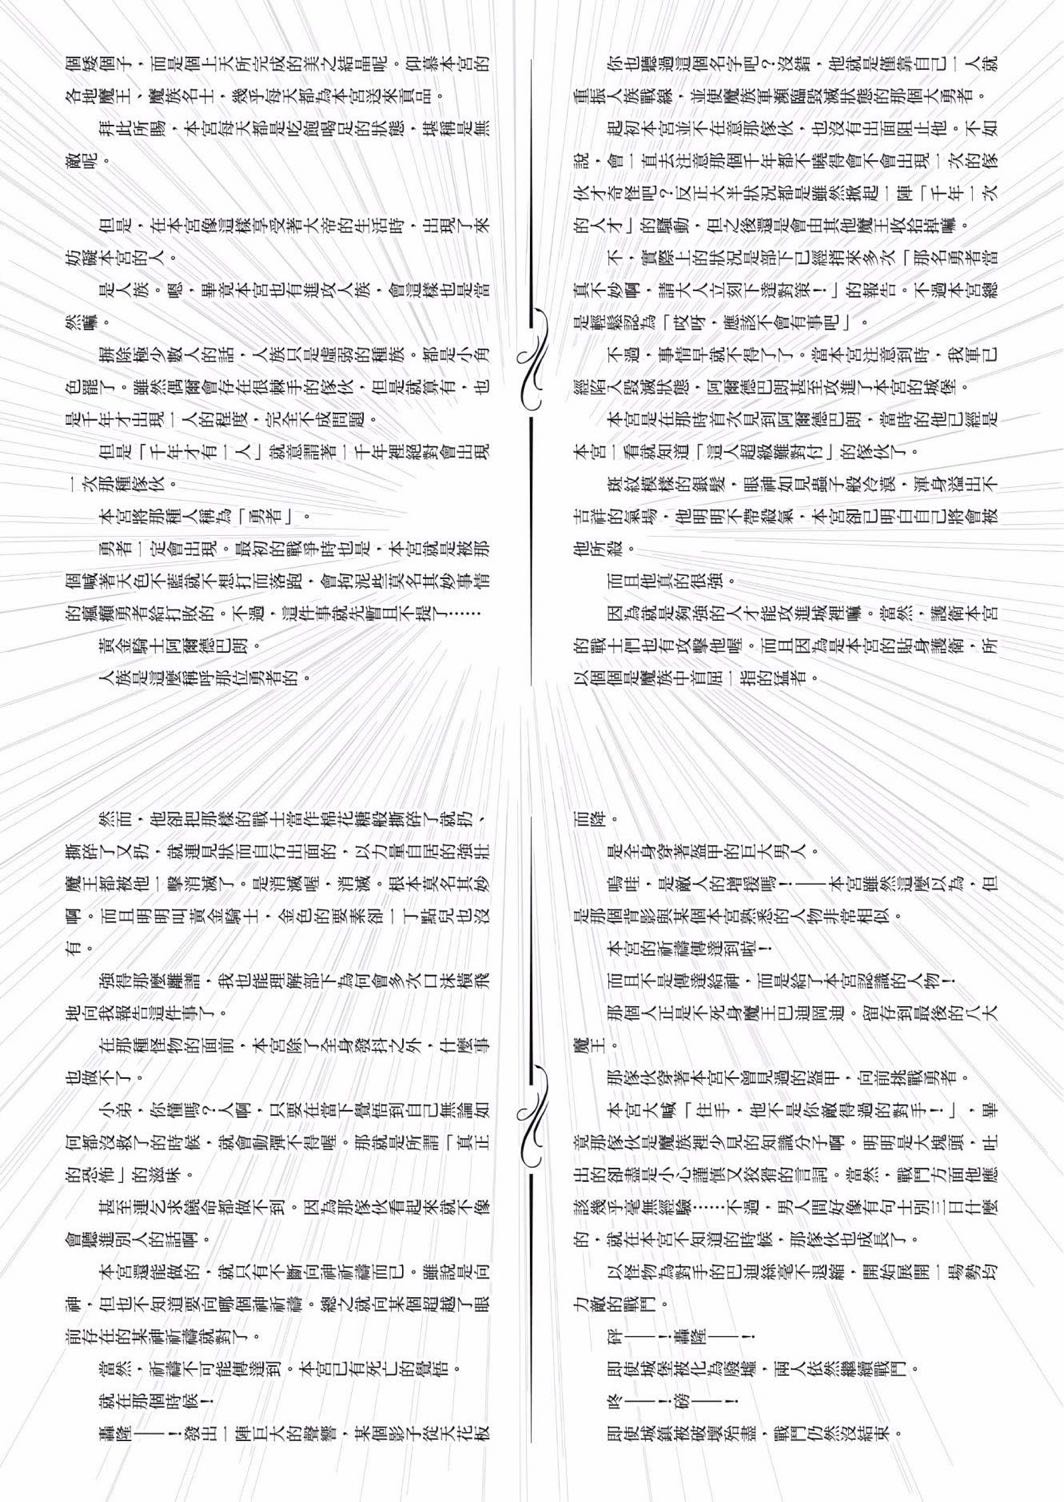 個矮個子，而是個上天所完成的美之結晶呢。仰慕本宮的
各地魔王、魔族名士，幾乎每天都為本宮送來貢品。
拜此所賜，本宮每天都是吃飽喝足的狀態，堪稱是無
敵呢。
但是，在本宮像這樣享受著大帝的生活時，出現了來
妨礙本宮的人。
是人族。嗯，畢竟本宮也有進攻人族，會這樣也是當
然嘛。
摒除極少數人的話，人族只是虛弱的種族。都是小角
色罷了。雖然偶爾會存在很棘手的傢伙，但是就算有，也
是千年才出現一人的程度，完全不成問題。
但是「千年才有一人」就意謂著一千年裡絕對會出現
一次那種傢伙。
本宮將那種人稱為「勇者」。
勇者一定會出現。最初的戰爭時也是，本宮就是被那
個喊著天色不藍就不想打而落跑，會拘泥些莫名其妙事情
的瘋癲勇者給打敗的。不過，這件事就先暫且不提了……
黃金騎士阿爾德巴朗。
人族是這麼稱呼那位勇者的。
你也聽過這個名字吧？沒錯，他就是僅靠自己一人就
重振人族戰線，並使魔族軍瀕臨毀滅狀態的那個大勇者。
起初本宮並不在意那傢伙，也沒有出面阻止他。不如
說，會一直去注意那個千年都不曉得會不會出現一次的傢
伙才奇怪吧？反正大半狀況都是雖然掀起一陣「千年一次
的人才」的騷動，但之後還是會由其他魔王收拾掉嘛。
不，實際上的狀況是部下已經捎來多次「那名勇者當
真不妙啊，請大人立刻下達對策！」的報告。不過本宮總
是輕鬆認為「哎呀，應該不會有事吧」。
不過，事情早就不得了了。當本宮注意到時，我軍已
經陷入毀滅狀態，阿爾德巴朗甚至攻進了本宮的城堡。
本宮是在那時首次見到阿爾德巴朗，當時的他已經是
本宮一看就知道「這人超級難對付」的傢伙了。
斑紋模樣的銀髮，眼神如見蟲子般冷漠，渾身溢出不
吉祥的氣場，他明明不帶殺氣，本宮卻已明白自己將會被
他所殺。
而且他真的很強。
因為就是夠強的人才能攻進城裡嘛。當然，護衛本宮
的戰士們也有攻擊他喔。而且因為是本宮的貼身護衛，所
以個個是魔族中首屈一指的猛者。
然而，他卻把那樣的戰士當作棉花糖般撕碎了就扔、
撕碎了又扔，就連見狀而自行出面的，以力量自居的強壯
魔王都被他一擊消滅了。是消滅喔，消滅。根本莫名其妙
啊。而且明明叫黃金騎士，金色的要素卻一丁點兒也沒
有。
強得那麼離譜，我也能理解部下為何會多次口沫橫飛
地向我報告這件事了。
在那種怪物的面前，本宮除了全身發抖之外，什麼事
也做不了。
小弟，你懂嗎？人啊，只要在當下覺悟到自己無論如
何都沒救了的時候，就會動彈不得喔。那就是所謂「真正
的恐怖」的滋味。
甚至連乞求饒命都做不到。因為那傢伙看起來就不像
會聽進別人的話啊。
本宮還能做的，就只有不斷向神祈禱而已。雖說是向
神，但也不知道要向哪個神祈禱。總之就向某個超越了眼
前存在的某神祈禱就對了。
當然，祈禱不可能傳達到。本宮已有死亡的覺悟。
就在那個時候！
轟隆——！發出一陣巨大的聲響，某個影子從天花板
而降。
是全身穿著盔甲的巨大男人。
嗚哇，是敵人的增援嗎！——本宮雖然這麼以為，但
是那個背影與某個本宮熟悉的人物非常相似。
本宮的祈禱傳達到啦！
而且不是傳達給神，而是給了本宮認識的人物！
那個人正是不死身魔王巴迪岡迪。留存到最後的八大
魔王。
那傢伙穿著本宮不曾見過的盔甲，向前挑戰勇者。
本宮大喊「住手，他不是你敵得過的對手！」，畢
竟那傢伙是魔族裡少見的知識分子啊。明明是大塊頭，吐
出的卻盡是小心謹慎又狡猾的言詞。當然，戰鬥方面他應
該幾乎毫無經驗……不過，男人間好像有句士別三日什麼
的，就在本宮不知道的時候，那傢伙也成長了。
以怪物為對手的巴迪絲毫不退縮，開始展開一場勢均
力敵的戰鬥。
砰——！轟隆——！
即使城堡被化為廢墟，兩人依然繼續戰鬥。
咚——！磅——！
即使城鎮被破壞殆盡，戰鬥仍然沒結束。